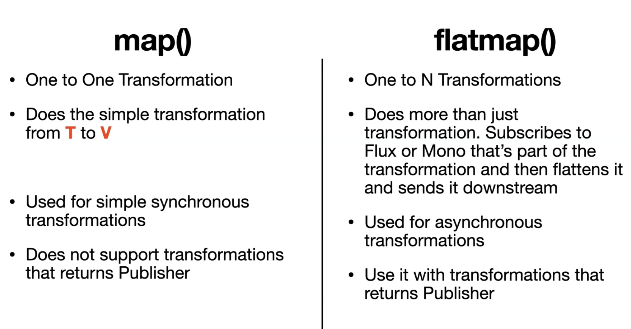 map()
• One to One Transformation
• Does the simple transformation
from T to V
• Used for simple synchronous
transformations
• Does not support transformations
that returns Publisher
flatmap()
• One to N Transformations
• Does more than just
transformation. Subscribes to
Flux or Mono that's part of the
transformation and then flattens it
and sends it downstream
• Used for asynchronous
transformations
• Use it with transformations that
returns Publisher